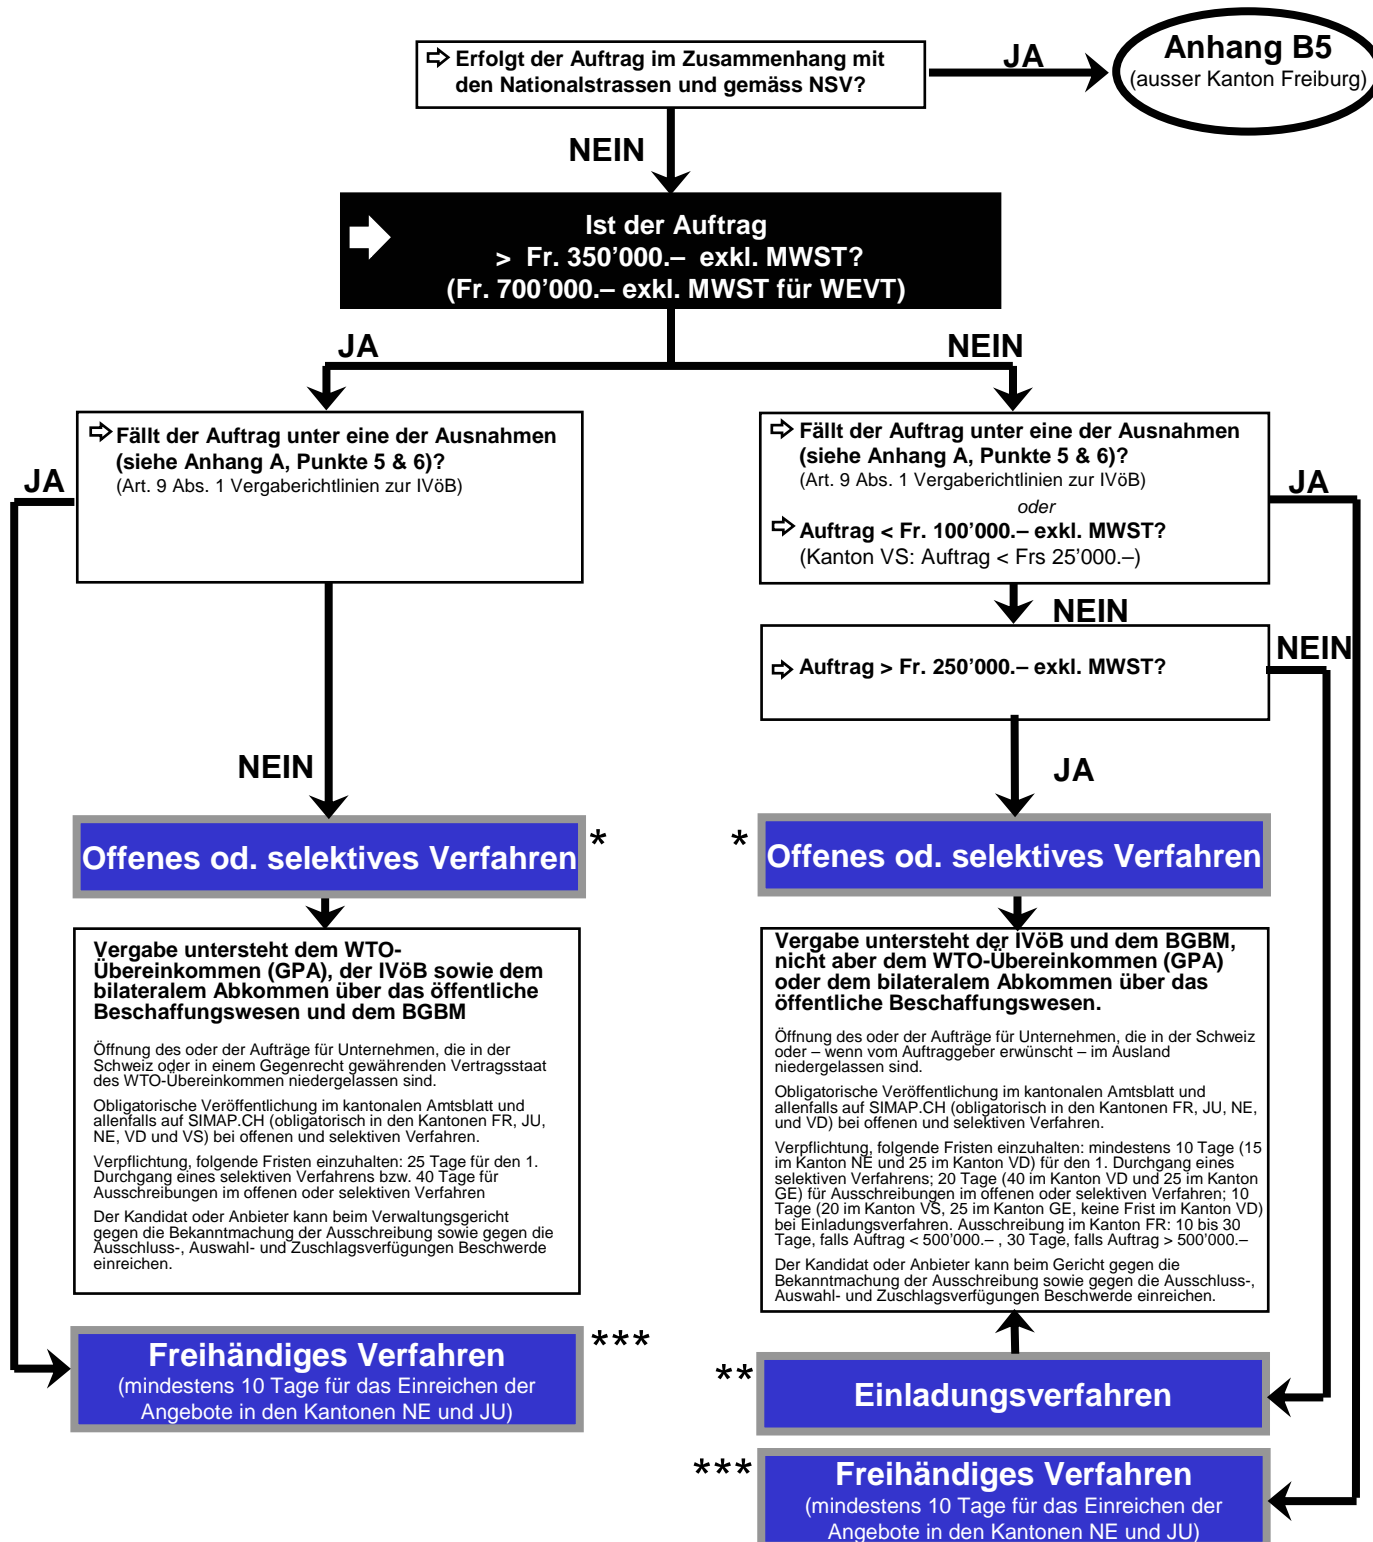 Erfolgt der Auftrag im Zusammenhang mit
den Nationalstrassen und gemäss NSV?
JA
Anhang B5
(ausser Kanton Freiburg)
NEIN
Ist der Auftrag
> Fr. 350’000.– exkl. MWST?
(Fr. 700’000.– exkl. MWST für WEVT)
JA
NEIN
Fällt der Auftrag unter eine der Ausnahmen
(siehe Anhang A, Punkte 5 & 6)?
(Art. 9 Abs. 1 Vergaberichtlinien zur IVöB)
JA
Fällt der Auftrag unter eine der Ausnahmen
(siehe Anhang A, Punkte 5 & 6)?
(Art. 9 Abs. 1 Vergaberichtlinien zur IVöB)
oder
Auftrag < Fr. 100’000.– exkl. MWST?
(Kanton VS: Auftrag < Frs 25’000.–)
JA
NEIN
NEIN
Auftrag > Fr. 250’000.– exkl. MWST?
NEIN
JA
Offenes od. selektives Verfahren *
* Offenes od. selektives Verfahren
Vergabe untersteht dem WTO-
Übereinkommen (GPA), der IVöB sowie dem
bilateralem Abkommen über das öffentliche
Beschaffungswesen und dem BGBM
Öffnung des oder der Aufträge für Unternehmen, die in der
Schweiz oder in einem Gegenrecht gewährenden Vertragsstaat
des WTO-Übereinkommen niedergelassen sind.
Obligatorische Veröffentlichung im kantonalen Amtsblatt und
allenfalls auf SIMAP.CH (obligatorisch in den Kantonen FR, JU,
NE, VD und VS) bei offenen und selektiven Verfahren.
Verpflichtung, folgende Fristen einzuhalten: 25 Tage für den 1.
Durchgang eines selektiven Verfahrens bzw. 40 Tage für
Ausschreibungen im offenen oder selektiven Verfahren
Der Kandidat oder Anbieter kann beim Verwaltungsgericht
gegen die Bekanntmachung der Ausschreibung sowie gegen die
Ausschluss-, Auswahl- und Zuschlagsverfügungen Beschwerde
einreichen.
Vergabe untersteht der IVöB und dem BGBM,
nicht aber dem WTO-Übereinkommen (GPA)
oder dem bilateralem Abkommen über das
öffentliche Beschaffungswesen.
Öffnung des oder der Aufträge für Unternehmen, die in der Schweiz
oder – wenn vom Auftraggeber erwünscht – im Ausland
niedergelassen sind.
Obligatorische Veröffentlichung im kantonalen Amtsblatt und
allenfalls auf SIMAP.CH (obligatorisch in den Kantonen FR, JU, NE,
und VD) bei offenen und selektiven Verfahren.
Verpflichtung, folgende Fristen einzuhalten: mindestens 10 Tage (15
im Kanton NE und 25 im Kanton VD) für den 1. Durchgang eines
selektiven Verfahrens; 20 Tage (40 im Kanton VD und 25 im Kanton
GE) für Ausschreibungen im offenen oder selektiven Verfahren; 10
Tage (20 im Kanton VS, 25 im Kanton GE, keine Frist im Kanton VD)
bei Einladungsverfahren. Ausschreibung im Kanton FR: 10 bis 30
Tage, falls Auftrag < 500’000.– , 30 Tage, falls Auftrag > 500’000.–
Der Kandidat oder Anbieter kann beim Gericht gegen die
Bekanntmachung der Ausschreibung sowie gegen die Ausschluss-,
Auswahl- und Zuschlagsverfügungen Beschwerde einreichen.
Freihändiges Verfahren ***
(mindestens 10 Tage für das Einreichen der
Angebote in den Kantonen NE und JU)
** Einladungsverfahren
*** Freihändiges Verfahren
(mindestens 10 Tage für das Einreichen der
Angebote in den Kantonen NE und JU)